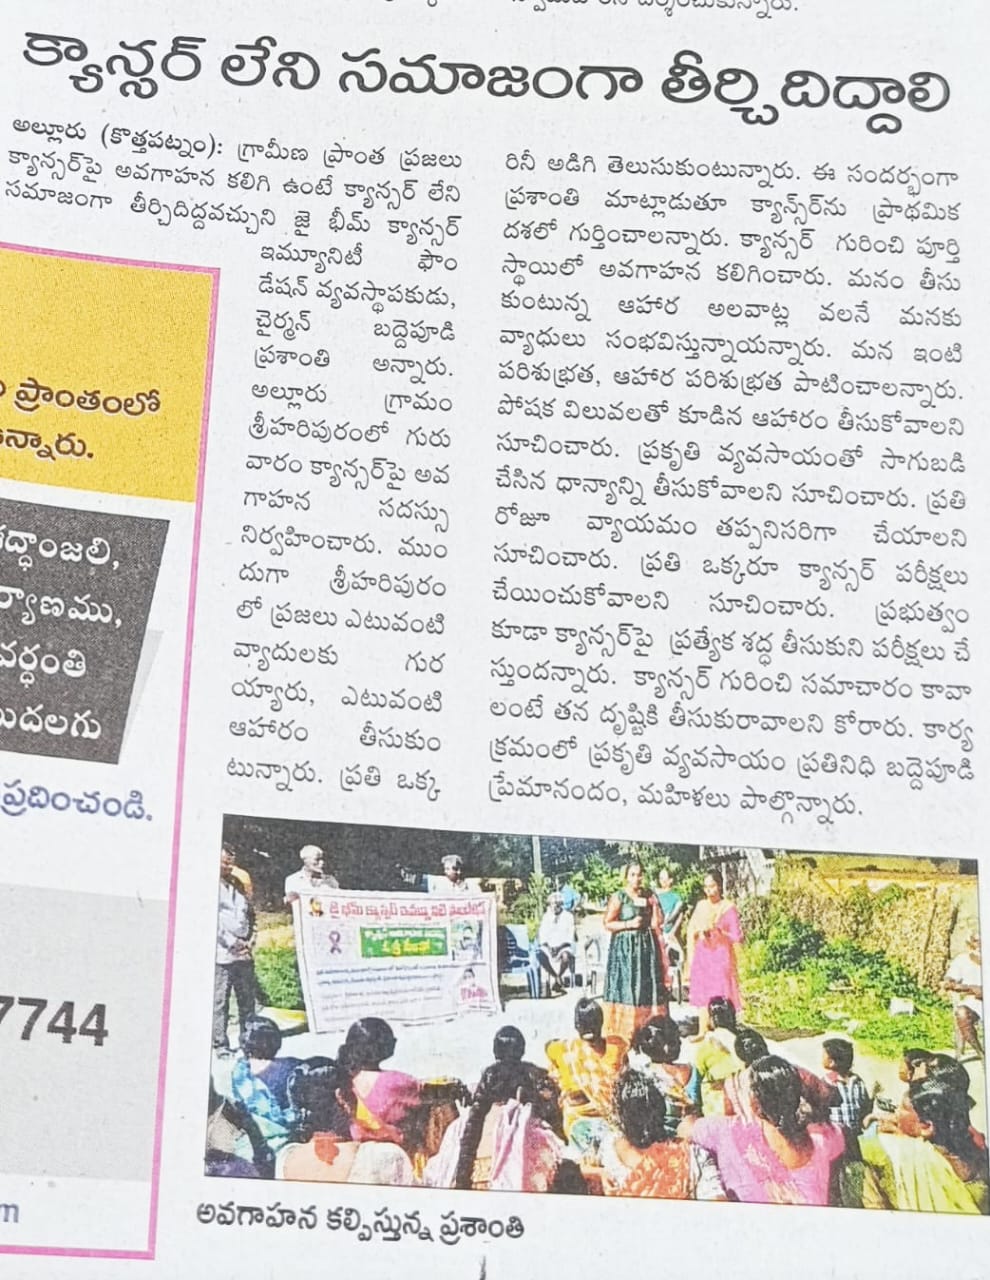 క్యాన్సర్ లేని సమాజంగా తీర్చిదిద్దాలి
అల్లూరు (కొత్తపట్నం): గ్రామీణ ప్రాంత ప్రజలు
క్యాన్సర్‌పై అవగాహన కలిగి ఉంటే క్యాన్సర్ లేని
సమాజంగా తీర్చిదిద్దవచ్చుని జై భీమ్ క్యాన్సర్
ఇమ్యూనిటీ ఫౌం
డేషన్ వ్యవస్థాపకుడు,
చైర్మన్ బద్దెపూడి
ప్రశాంతి అన్నారు.
అల్లూరు గ్రామం
శ్రీహరిపురంలో గురు
వారం క్యాన్సర్‌పై అవ
గాహన సదస్సు
నిర్వహించారు. ముం
దుగా శ్రీహరిపురం
లో ప్రజలు ఎటువంటి
వ్యాదులకు గుర
య్యారు, ఎటువంటి
ఆహారం తీసుకుం
టున్నారు. ప్రతి ఒక్క
రినీ అడిగి తెలుసుకుంటున్నారు. ఈ సందర్భంగా
ప్రశాంతి మాట్లాడుతూ క్యాన్సర్‌ను ప్రాథమిక
దశలో గుర్తించాలన్నారు. క్యాన్సర్ గురించి పూర్తి
స్థాయిలో అవగాహన కలిగించారు. మనం తీసు
కుంటున్న ఆహార అలవాట్ల వలనే మనకు
వ్యాధులు సంభవిస్తున్నాయన్నారు. మన ఇంటి
పరిశుభ్రత, ఆహార పరిశుభ్రత పాటించాలన్నారు.
పోషక విలువలతో కూడిన ఆహారం తీసుకోవాలని
సూచించారు. ప్రకృతి వ్యవసాయంతో సాగుబడి
చేసిన ధాన్యాన్ని తీసుకోవాలని సూచించారు. ప్రతి
రోజూ వ్యాయమం తప్పనిసరిగా చేయాలని
సూచించారు. ప్రతి ఒక్కరూ క్యాన్సర్ పరీక్షలు
చేయించుకోవాలని సూచించారు. ప్రభుత్వం
కూడా క్యాన్సర్‌పై ప్రత్యేక శద్ధ తీసుకుని పరీక్షలు చే
స్తుందన్నారు. క్యాన్సర్ గురించి సమాచారం కావా
లంటే తన దృష్టికి తీసుకురావాలని కోరారు. కార్య
క్రమంలో ప్రకృతి వ్యవసాయం ప్రతినిధి బద్దెపూడి
ప్రేమానందం, మహిళలు పాల్గొన్నారు.
జై భీమ్ క్యాన్సర్
అవగాహన కల్పిస్తున్న ప్రశాంతి
ప్రాంతంలో
న్నారు.
ద్ధాంజలి,
ర్యాణము,
వర్ధంతి
ముదలగు
ప్రదించండి.
7744
m